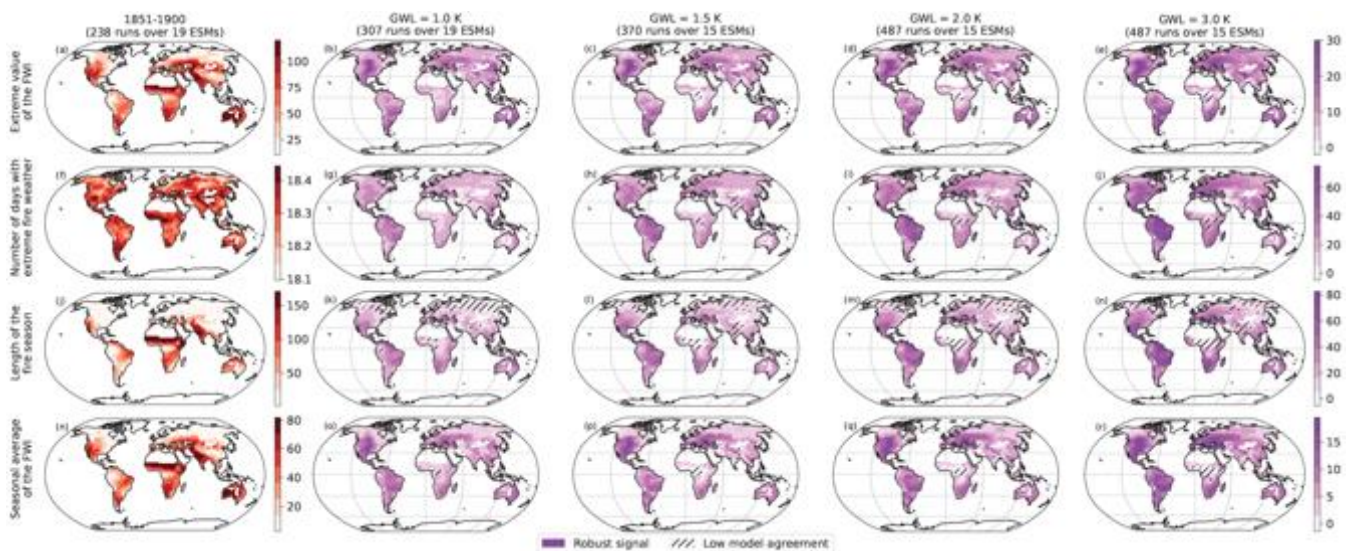 1851-1900
(238 runs over 19 ESMs)
GWL = 1.0 K
(307 runs over 19 ESMs)
GWL = 1.5 K
(370 runs over 15 ESMs)
GWL = 2.0 K
(487 runs over 15 ESMs)
GWL = 3.0 K
(487 runs over 15 ESMs)
Extreme value
of the FWI
(a)
100
75
50
25
(b)
(c)
(d)
(e)
30
20
10
0
Number of days with
extreme fire weather
(f)
18.4
18.3
18.2
18.1
(g)
(h)
(i)
(j)
60
40
20
0
Length of the
fire season
(j)
150
100
50
(k)
(l)
(m)
(n)
80
60
40
20
0
Seasonal average
of the FWI
(n)
80
60
40
20
(o)
(p)
(q)
(r)
15
10
5
0
Robust signal
Low model agreement